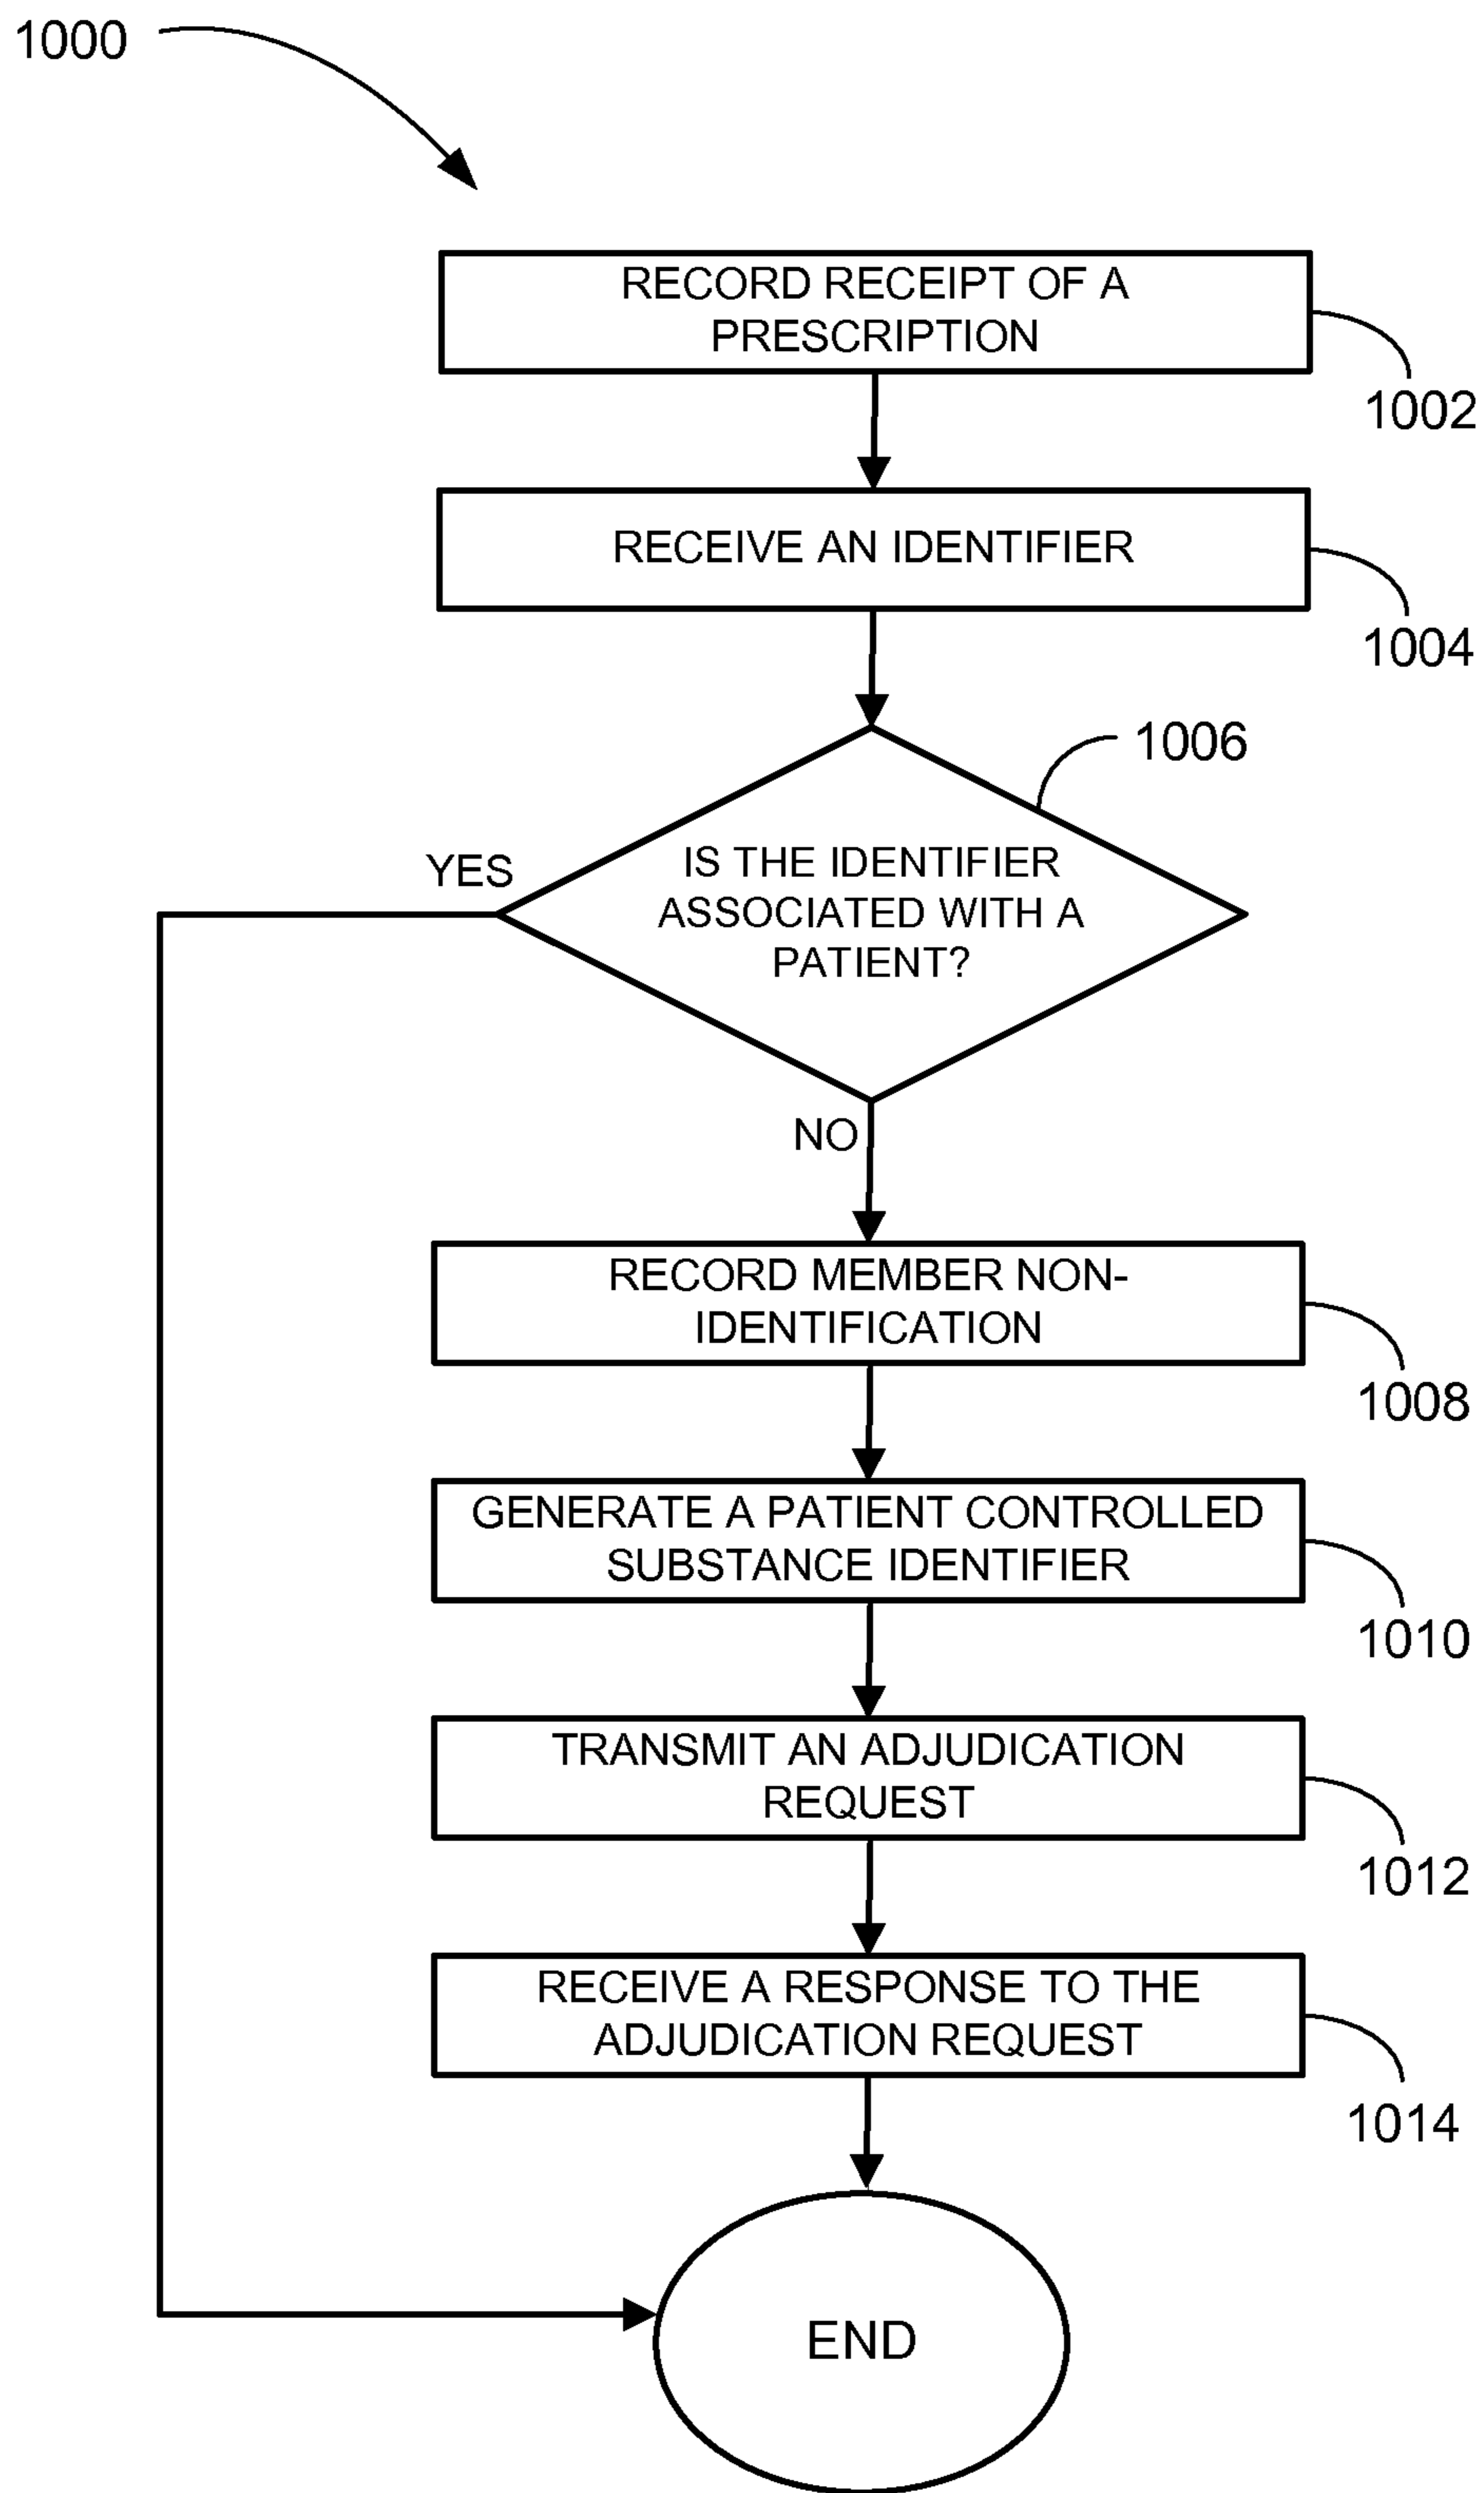 1000
RECORD RECEIPT OF A
PRESCRIPTION
1002
RECEIVE AN IDENTIFIER
1004
1006
YES
IS THE IDENTIFIER
ASSOCIATED WITH A
PATIENT?
NO
RECORD MEMBER NON-
IDENTIFICATION
1008
GENERATE A PATIENT CONTROLLED
SUBSTANCE IDENTIFIER
1010
TRANSMIT AN ADJUDICATION
REQUEST
1012
RECEIVE A RESPONSE TO THE
ADJUDICATION REQUEST
1014
END